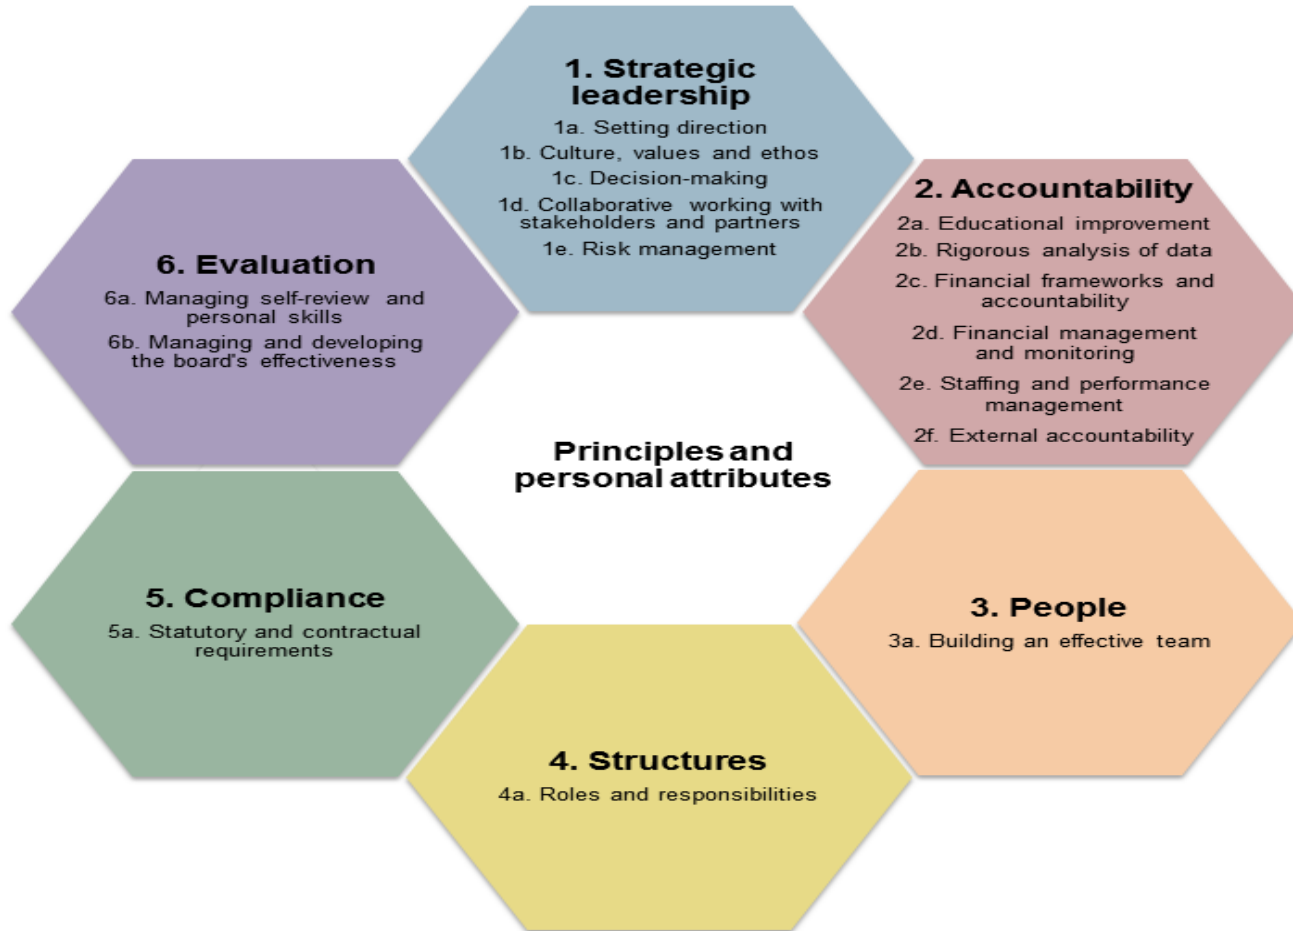 1. Strategic
leadership
1a. Setting direction
1b. Culture, values and ethos
1c. Decision-making
1d. Collaborative working with
stakeholders and partners
1e. Risk management
2. Accountability
2a. Educational improvement
2b. Rigorous analysis of data
2c. Financial frameworks and
accountability
2d. Financial management
and monitoring
2e. Staffing and performance
management
2f. External accountability
3. People
3a. Building an effective team
4. Structures
4a. Roles and responsibilities
5. Compliance
5a. Statutory and contractual
requirements
6. Evaluation
6a. Managing self-review and
personal skills
6b. Managing and developing
the board's effectiveness
Principles and
personal attributes